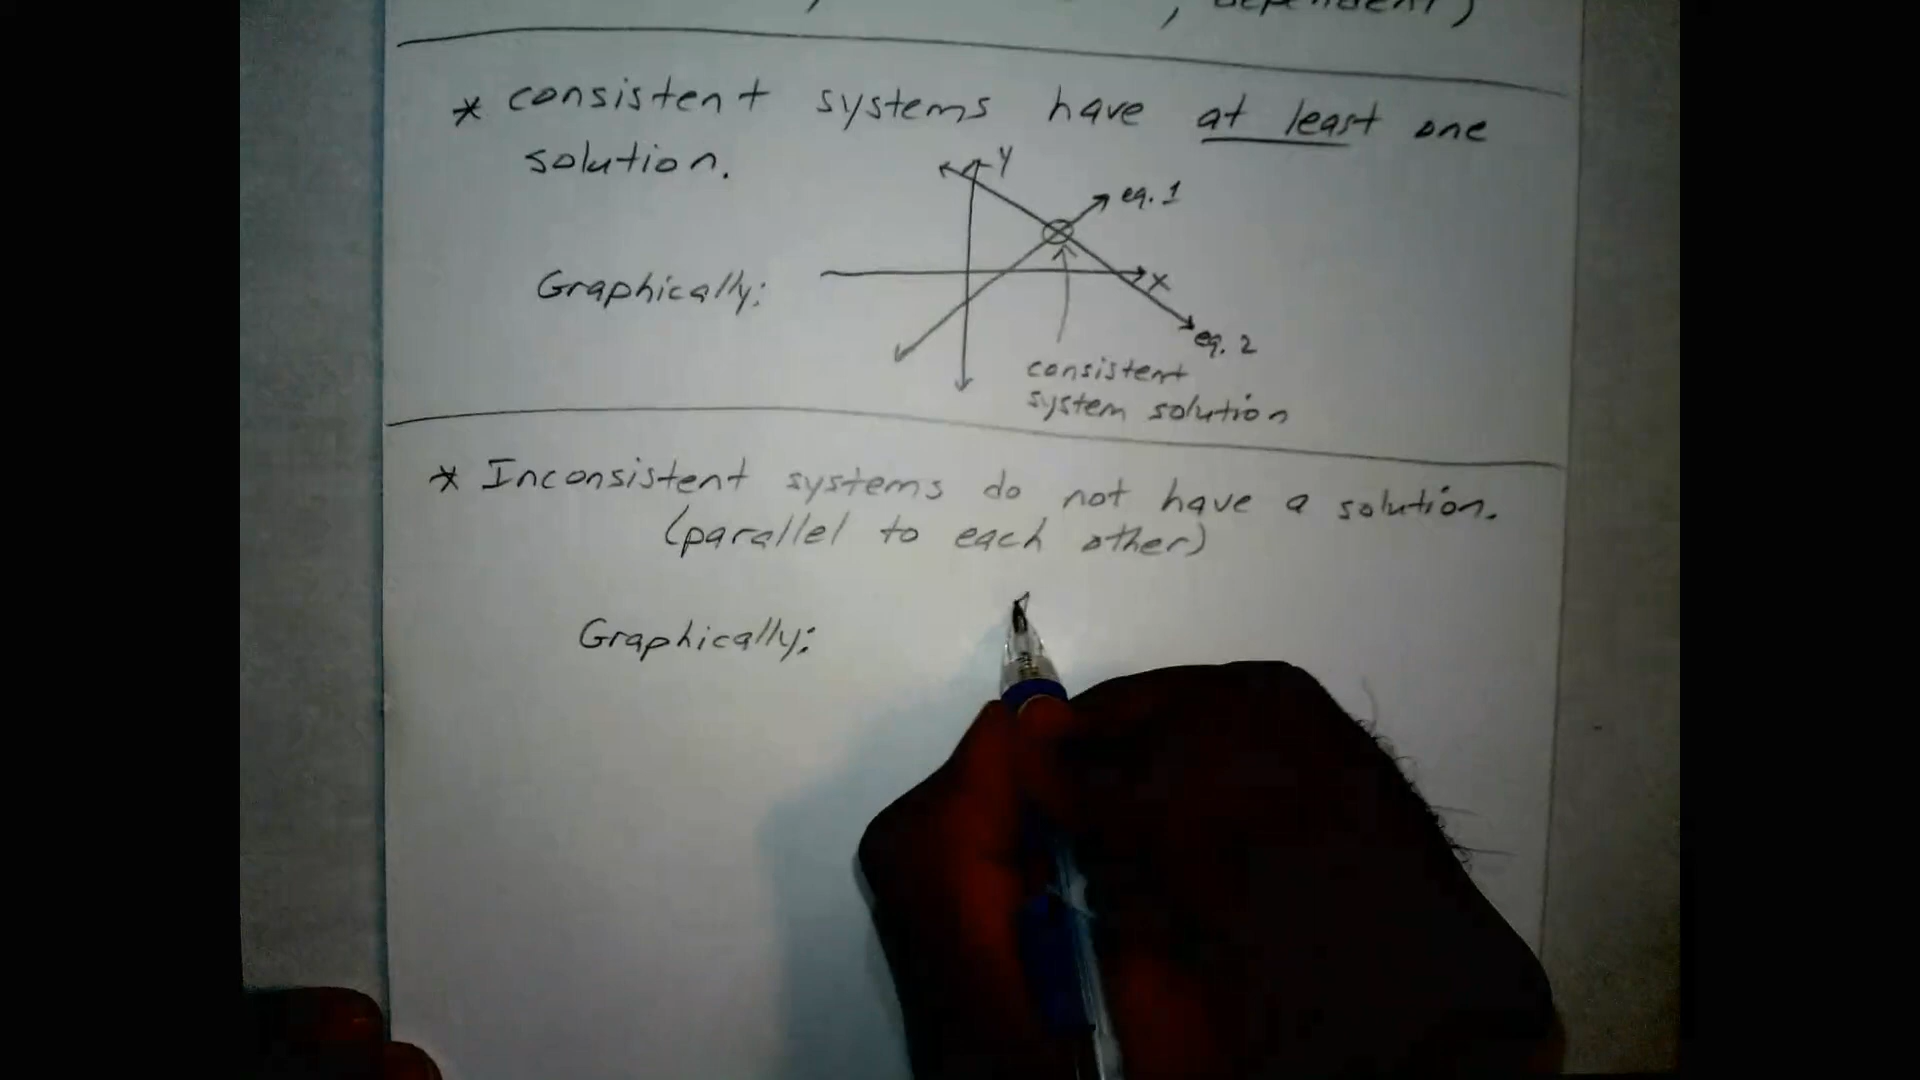 , , dependent)
* consistent systems have at least one
solution.
Y
eq. 1
Graphically:
X
eq. 2
consistent
system solution
* Inconsistent systems do not have a solution.
(parallel to each other)
Graphically: